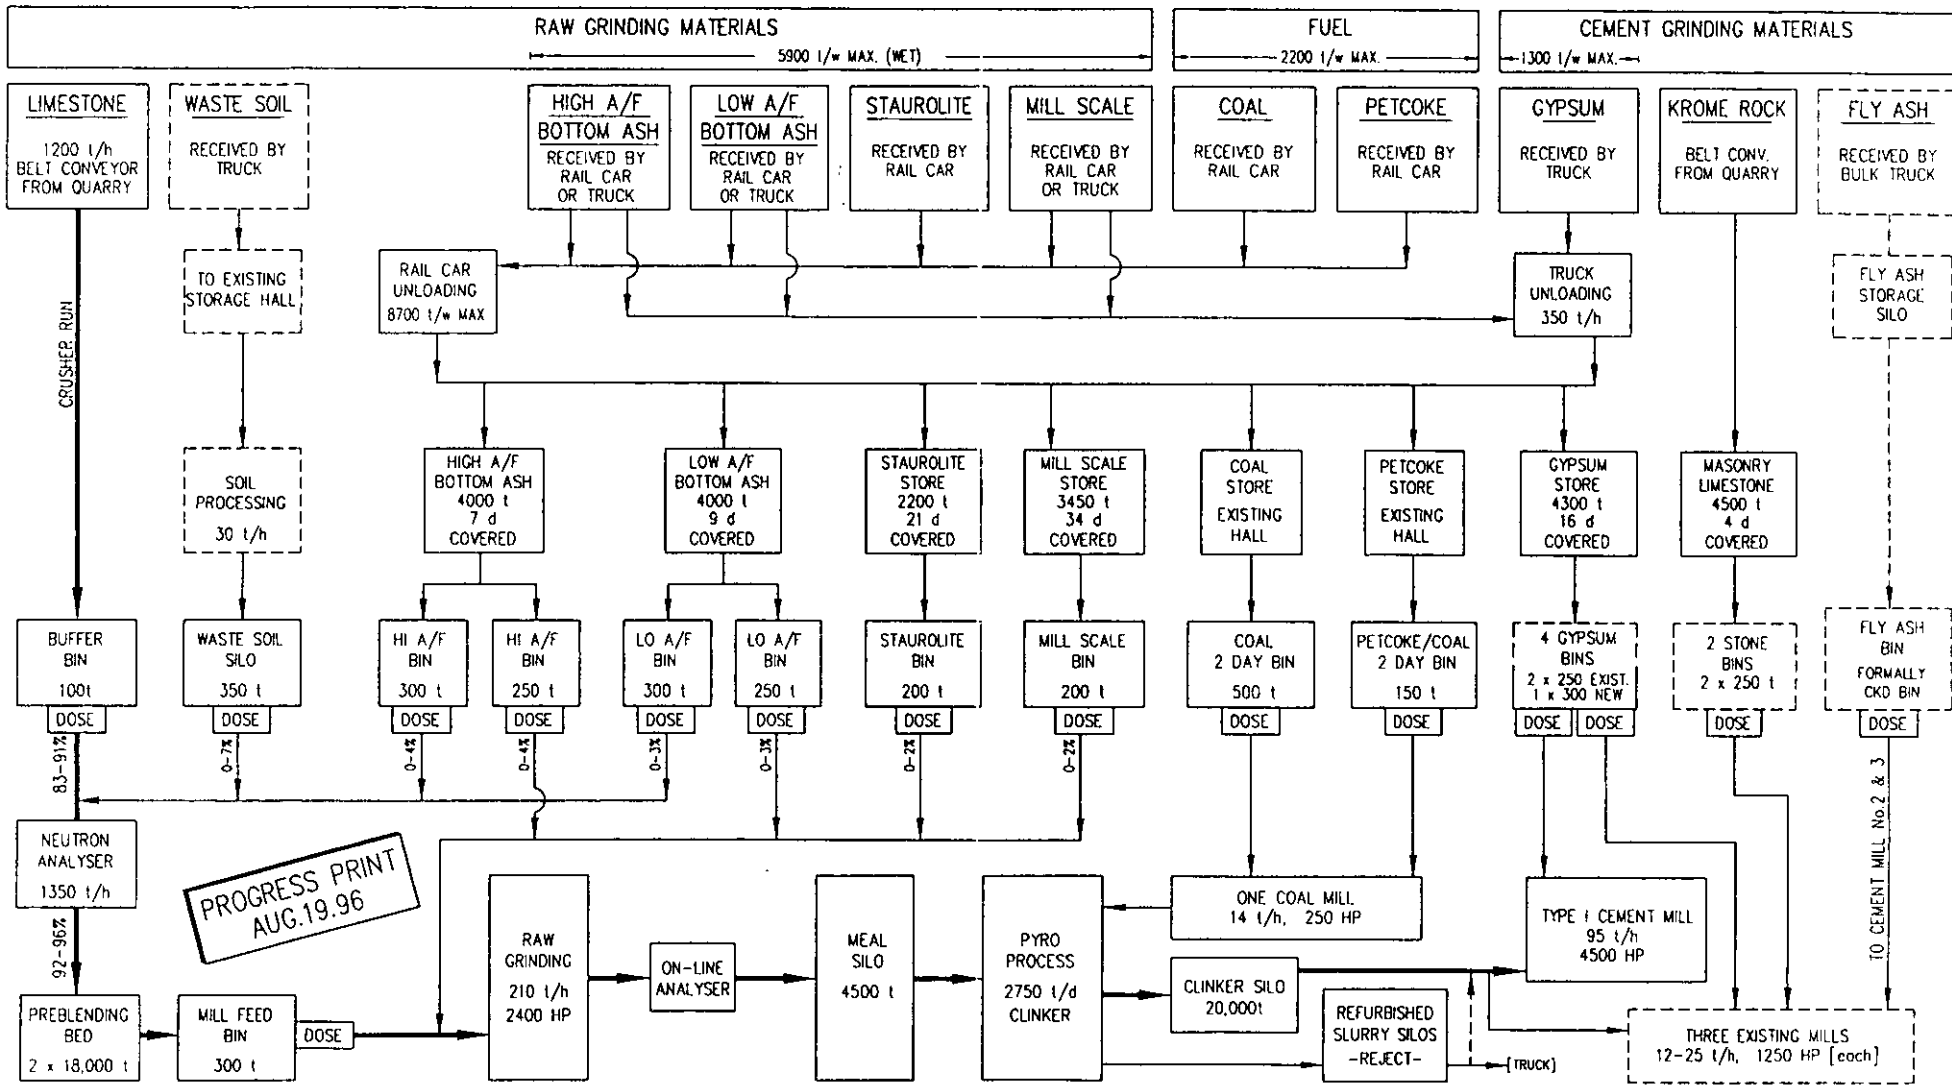 RAW GRINDING MATERIALS
5900 t/w MAX. (WET)
FUEL
2200 t/w MAX.
CEMENT GRINDING MATERIALS
1300 t/w MAX.
LIMESTONE
1200 t/h
BELT CONVEYOR
FROM QUARRY
WASTE SOIL
RECEIVED BY
TRUCK
HIGH A/F
BOTTOM ASH
RECEIVED BY
RAIL CAR
OR TRUCK
LOW A/F
BOTTOM ASH
RECEIVED BY
RAIL CAR
OR TRUCK
STAUROLITE
RECEIVED BY
RAIL CAR
MILL SCALE
RECEIVED BY
RAIL CAR
OR TRUCK
COAL
RECEIVED BY
RAIL CAR
PETCOKE
RECEIVED BY
RAIL CAR
GYPSUM
RECEIVED BY
TRUCK
KROME ROCK
BELT CONV.
FROM QUARRY
FLY ASH
RECEIVED BY
BULK TRUCK
CRUSHER RUN
TO EXISTING
STORAGE HALL
RAIL CAR
UNLOADING
8700 t/w MAX
TRUCK
UNLOADING
350 t/h
FLY ASH
STORAGE
SILO
SOIL
PROCESSING
30 t/h
HIGH A/F
BOTTOM ASH
4000 t
7 d
COVERED
LOW A/F
BOTTOM ASH
4000 t
9 d
COVERED
STAUROLITE
STORE
2200 t
21 d
COVERED
MILL SCALE
STORE
3450 t
34 d
COVERED
COAL
STORE
EXISTING
HALL
PETCOKE
STORE
EXISTING
HALL
GYPSUM
STORE
4300 t
16 d
COVERED
MASONRY
LIMESTONE
4500 t
4 d
COVERED
BUFFER
BIN
100t
DOSE
WASTE SOIL
SILO
350 t
DOSE
HI A/F
BIN
300 t
DOSE
HI A/F
BIN
250 t
DOSE
LO A/F
BIN
300 t
DOSE
LO A/F
BIN
250 t
DOSE
STAUROLITE
BIN
200 t
DOSE
MILL SCALE
BIN
200 t
DOSE
COAL
2 DAY BIN
500 t
DOSE
PETCOKE/COAL
2 DAY BIN
150 t
DOSE
4 GYPSUM
BINS
2 x 250 EXIST.
1 x 300 NEW
DOSE
DOSE
2 STONE
BINS
2 x 250 t
DOSE
FLY ASH
BIN
FORMALLY
CKD BIN
DOSE
83-91%
0-7%
0-4%
0-4%
0-3%
0-3%
0-2%
0-2%
TO CEMENT MILL No.2 & 3
NEUTRON
ANALYSER
1350 t/h
92-96%
PROGRESS PRINT
AUG.19.96
PREBLENDING
BED
2 x 18,000 t
MILL FEED
BIN
300 t
DOSE
RAW
GRINDING
210 t/h
2400 HP
ON-LINE
ANALYSER
MEAL
SILO
4500 t
PYRO
PROCESS
2750 t/d
CLINKER
ONE COAL MILL
14 t/h, 250 HP
CLINKER SILO
20,000t
REFURBISHED
SLURRY SILOS
-REJECT-
[TRUCK]
TYPE I CEMENT MILL
95 t/h
4500 HP
THREE EXISTING MILLS
12-25 t/h, 1250 HP [each]